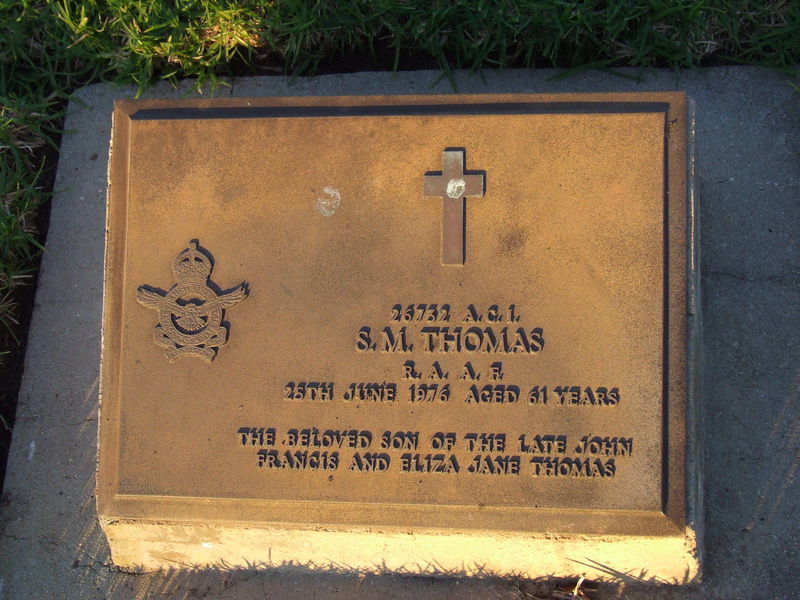 26732 A.C.1.
S.M. THOMAS
R. A. A. F.
25TH JUNE 1976 AGED 61 YEARS
THE BELOVED SON OF THE LATE JOHN
FRANCIS AND ELIZA JANE THOMAS